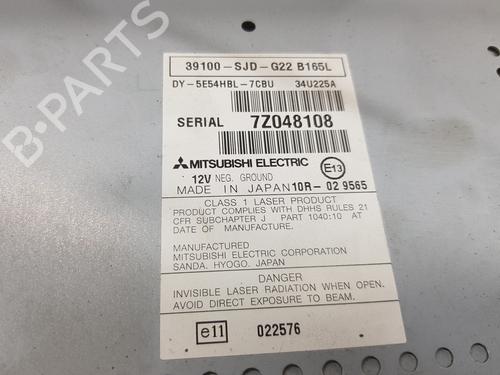 39100-SJD-G22 B165L
DY-5E54HBL-7CBU 34U225A
SERIAL 7Z048108
MITSUBISHI ELECTRIC E13
12V NEG. GROUND
MADE IN JAPAN 10R-02 9565
CLASS 1 LASER PRODUCT
PRODUCT COMPLIES WITH DHHS RULES 21
CFR SUBCHAPTER J PART 1040:10 AT
DATE OF MANUFACTURE.
MANUFACTURED
MITSUBISHI ELECTRIC CORPORATION
SANDA, HYOGO, JAPAN
DANGER
INVISIBLE LASER RADIATION WHEN OPEN.
AVOID DIRECT EXPOSURE TO BEAM.
e11 022576
B-PARTS